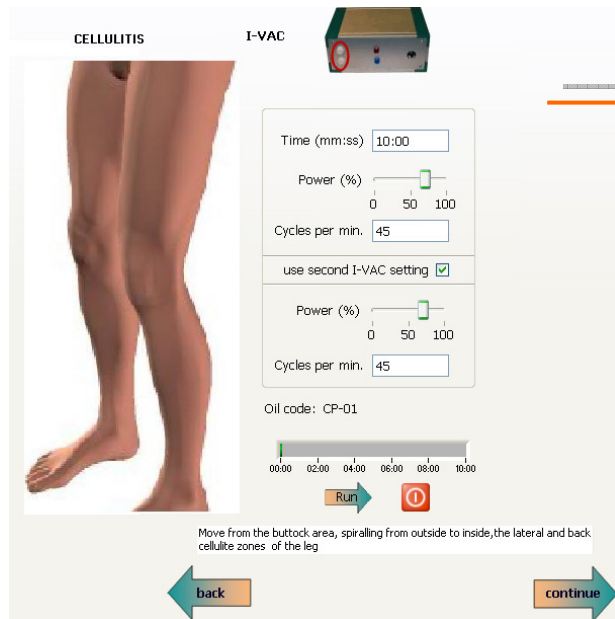 CELLULITIS
I-VAC
Time (mm:ss) 10:00
Power (%)
0 50 100
Cycles per min. 45
use second I-VAC setting
Power (%)
0 50 100
Cycles per min. 45
Oil code: CP-01
00:00 02:00 04:00 06:00 08:00 10:00
Run
Move from the buttock area, spiralling from outside to inside,the lateral and back
cellulite zones of the leg
back
continue